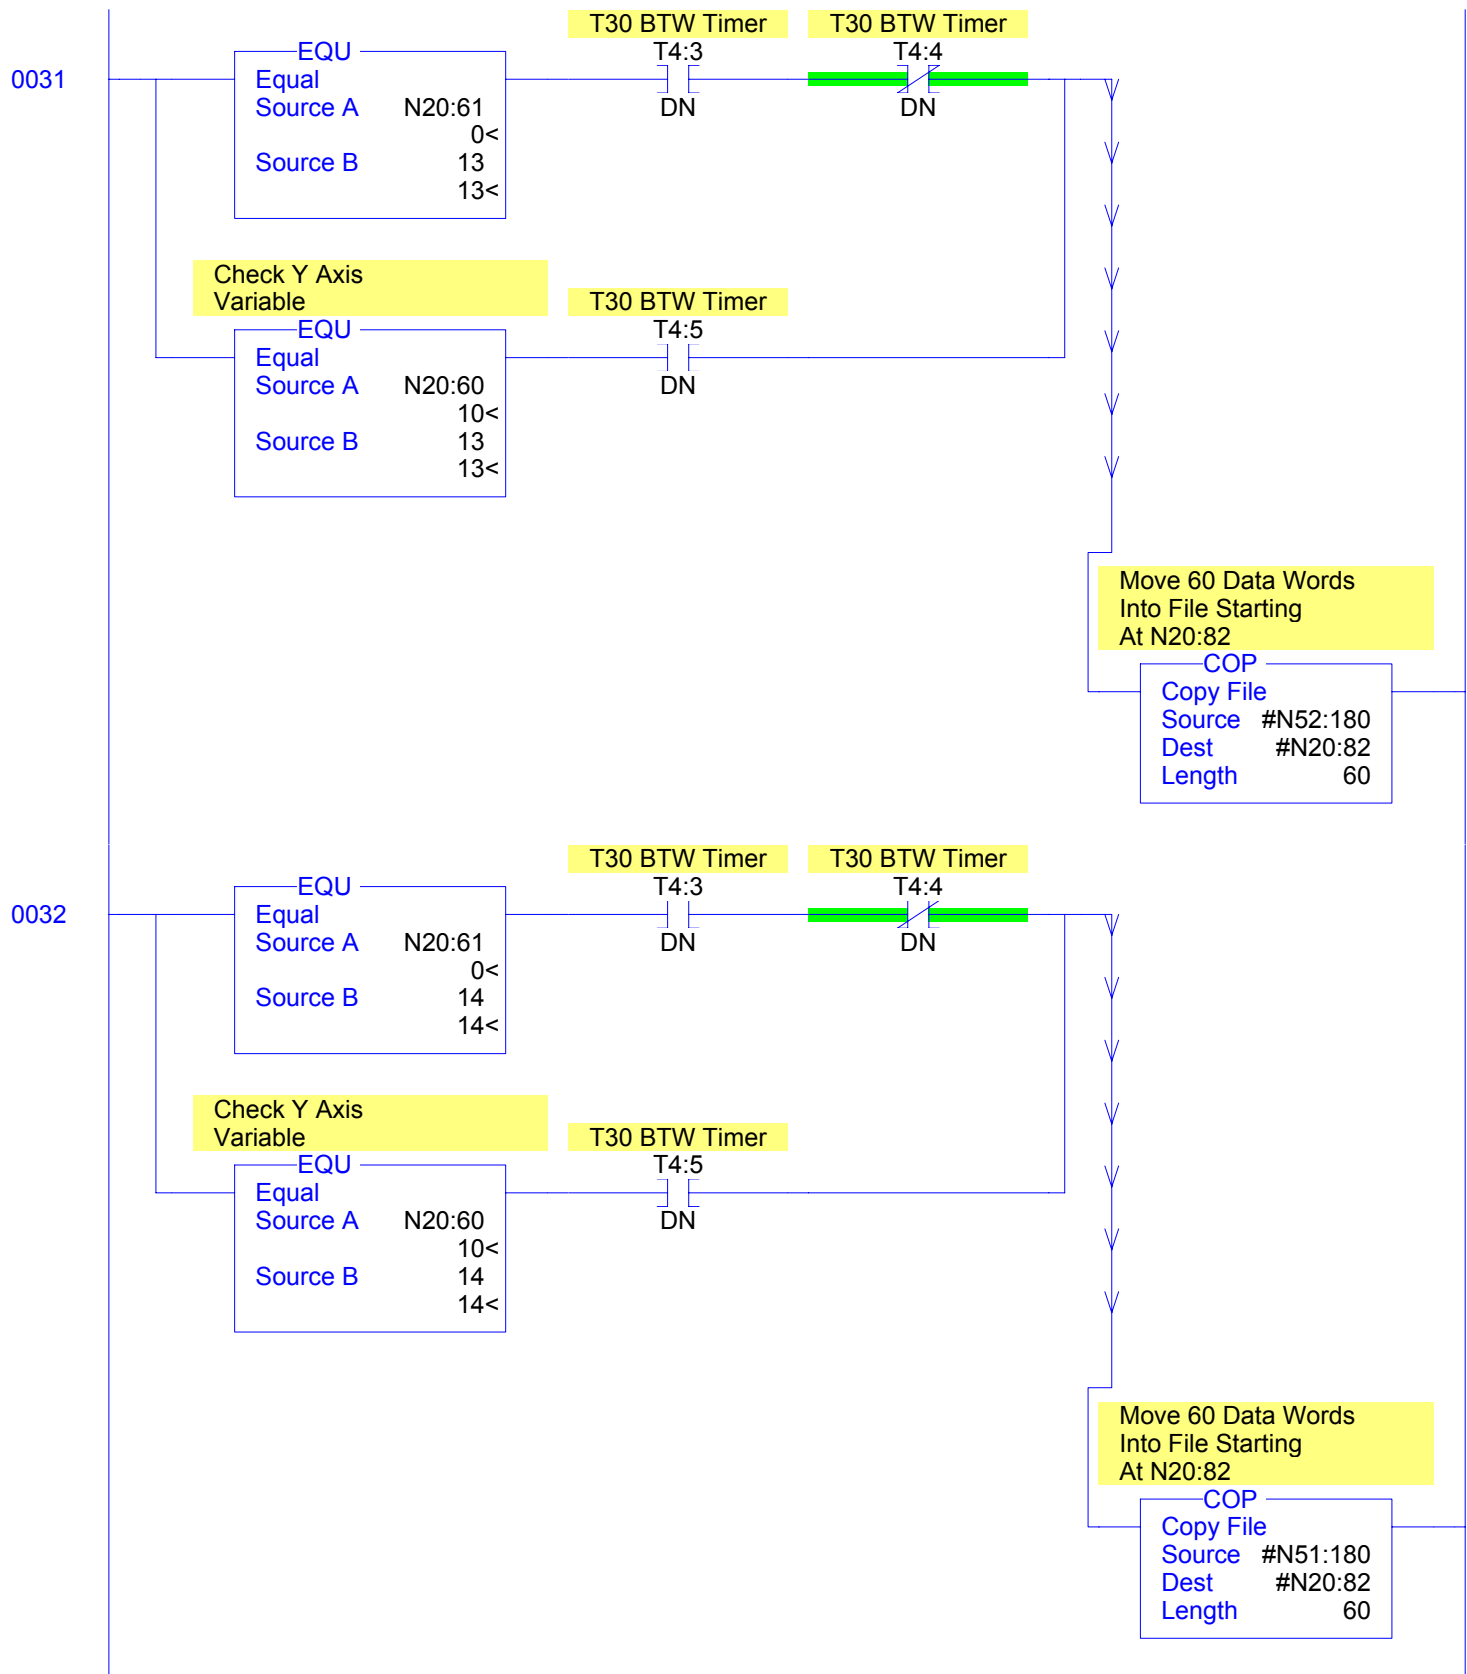 T30 BTW Timer T30 BTW Timer
EQU T4:3 T4:4
0031 Equal
Source A N20:61 DN DN
0<
Source B 13
13<
Check Y Axis
Variable T30 BTW Timer
EQU T4:5
Equal
Source A N20:60 DN
10<
Source B 13
13<
Move 60 Data Words
Into File Starting
At N20:82
COP
Copy File
Source #N52:180
Dest #N20:82
Length 60
T30 BTW Timer T30 BTW Timer
EQU T4:3 T4:4
0032 Equal
Source A N20:61 DN DN
0<
Source B 14
14<
Check Y Axis
Variable T30 BTW Timer
EQU T4:5
Equal
Source A N20:60 DN
10<
Source B 14
14<
Move 60 Data Words
Into File Starting
At N20:82
COP
Copy File
Source #N51:180
Dest #N20:82
Length 60